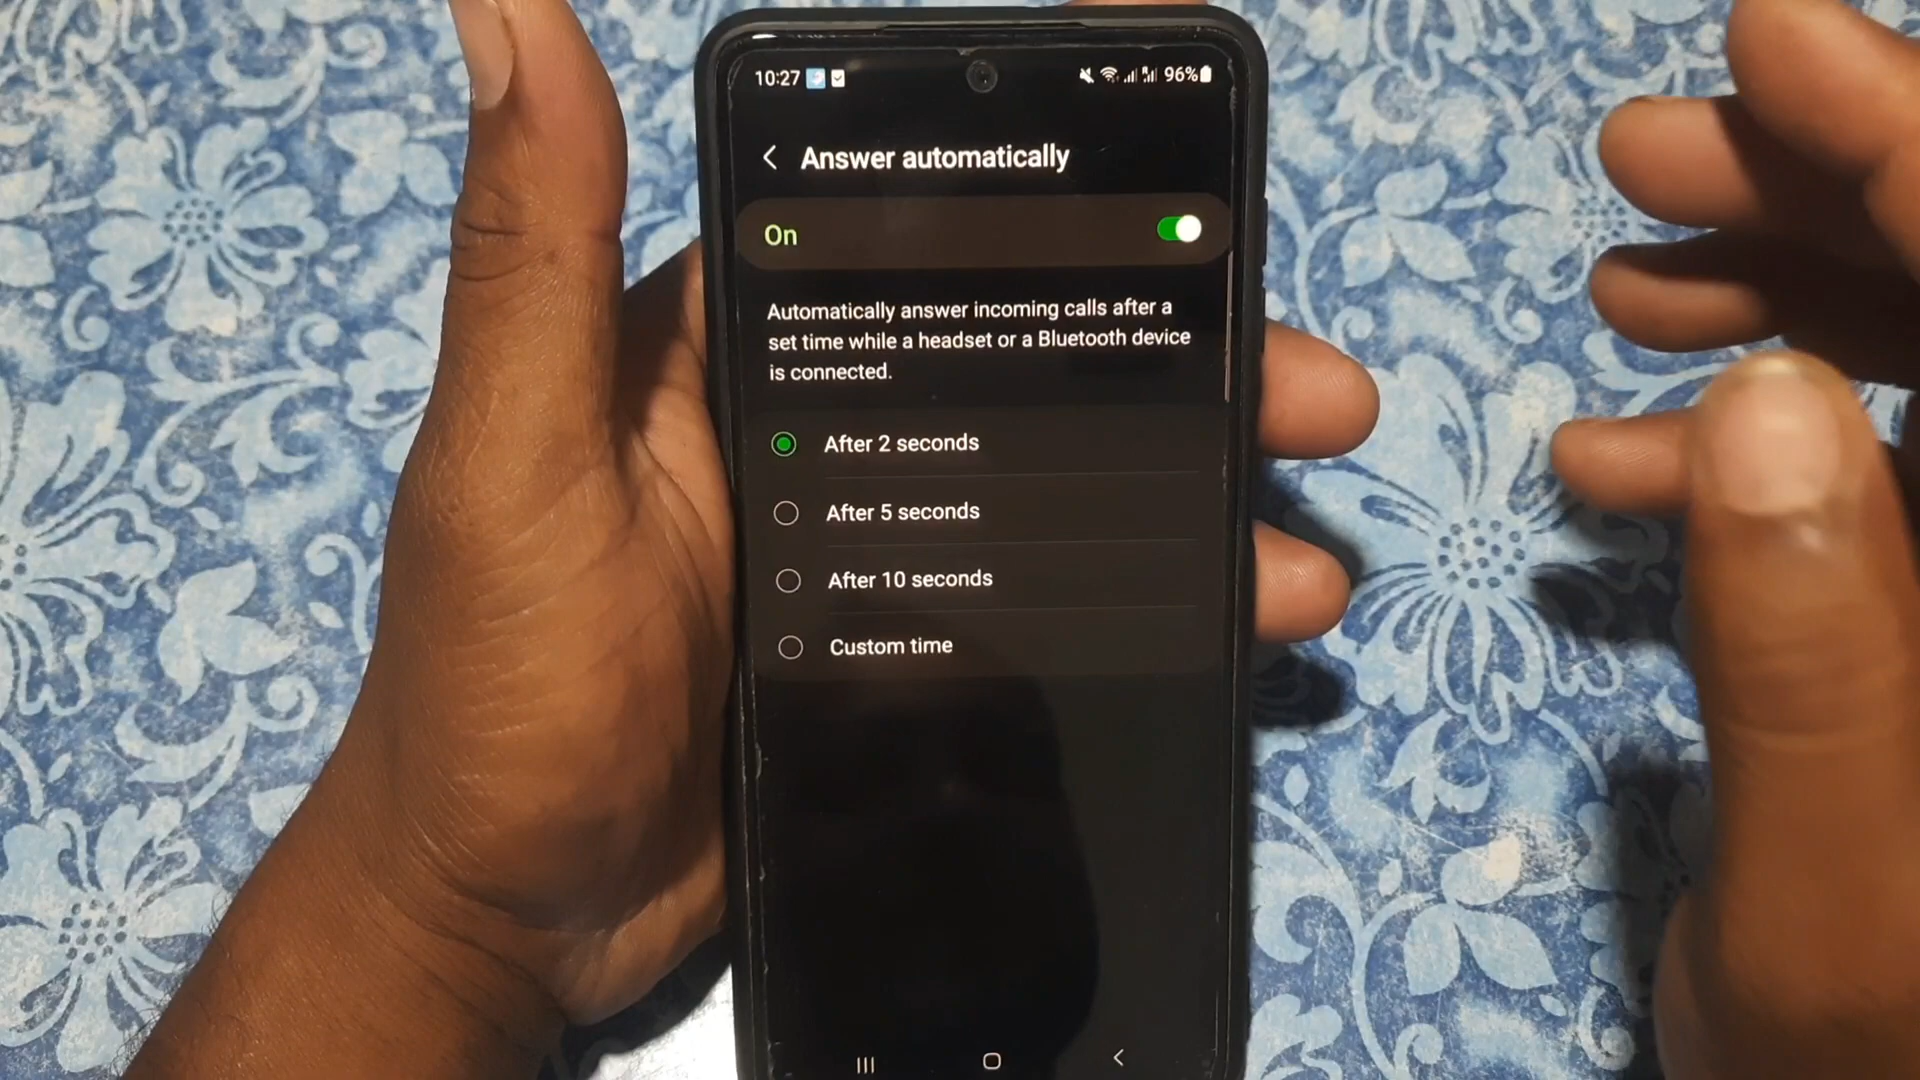 10:27 96%
Answer automatically
On
Automatically answer incoming calls after a
set time while a headset or a Bluetooth device
is connected.
After 2 seconds
After 5 seconds
After 10 seconds
Custom time